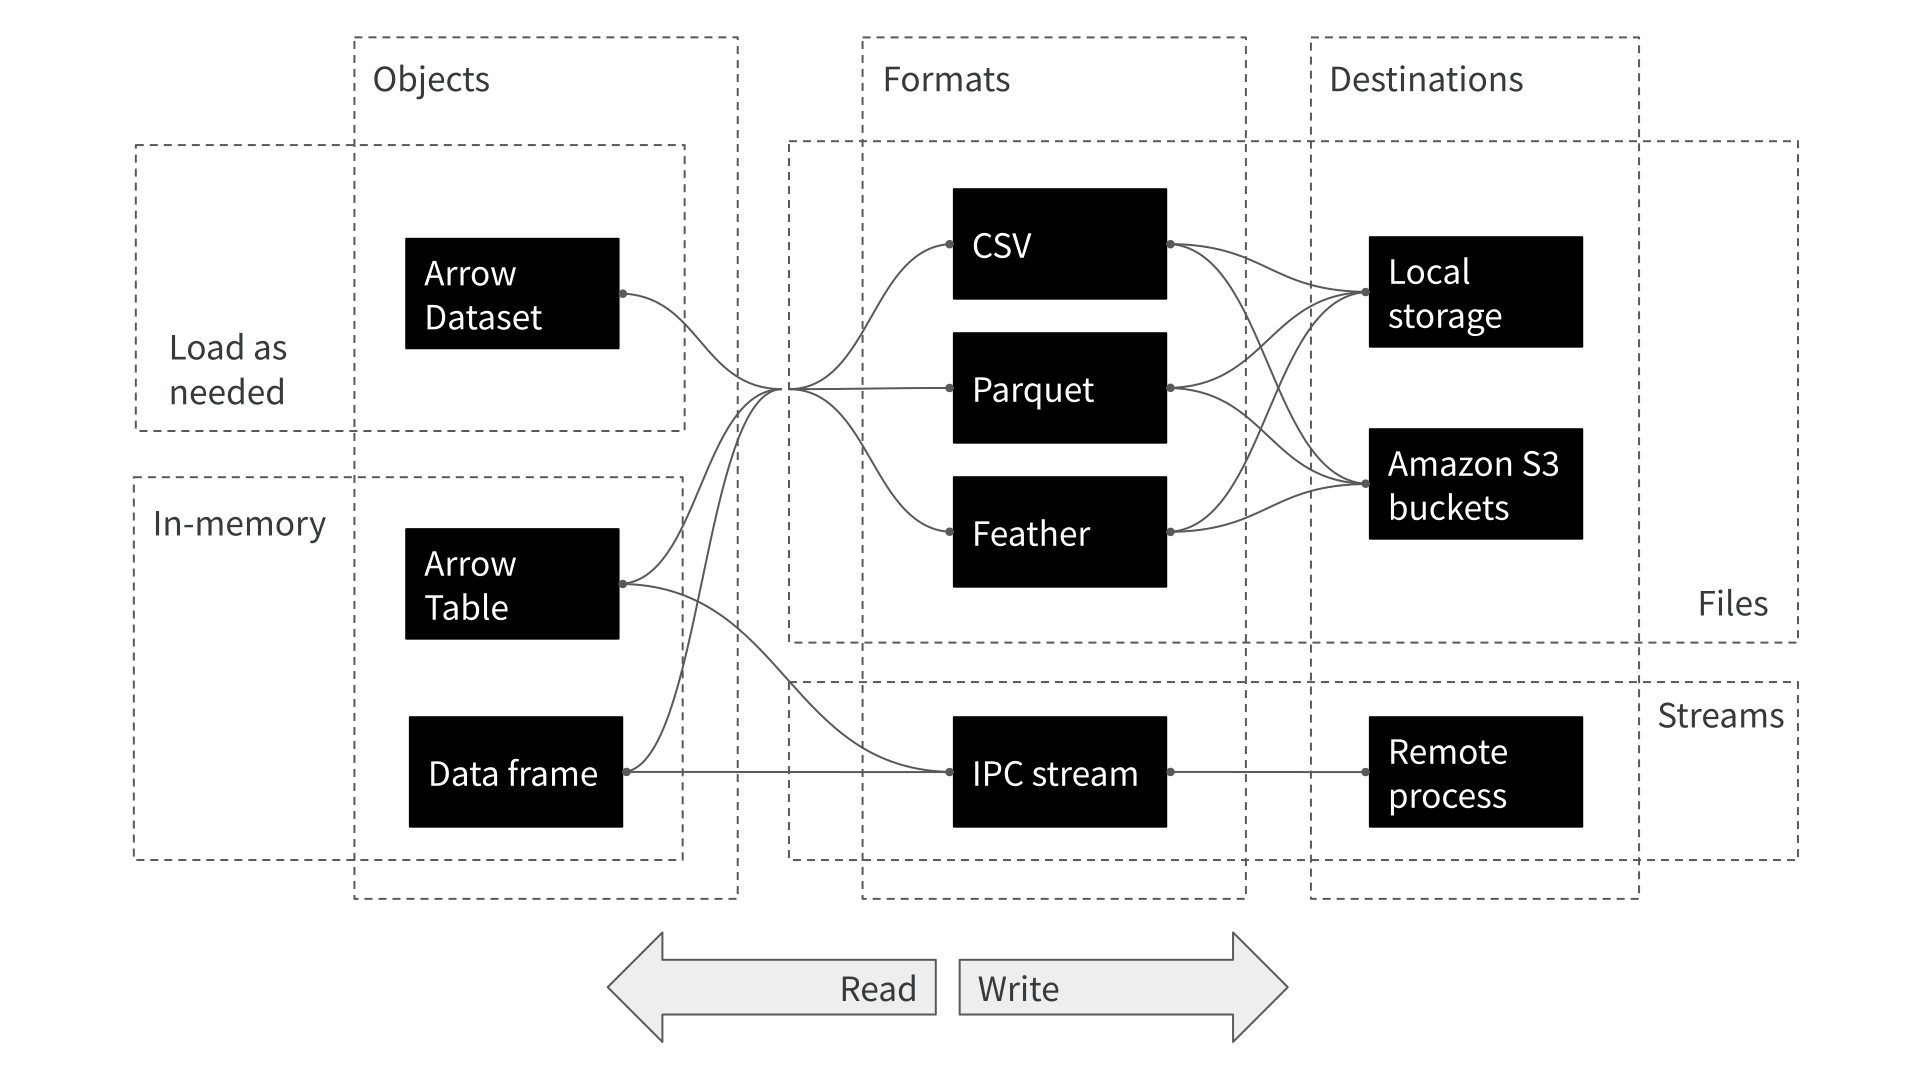 Objects
Formats
Destinations
Arrow
Dataset
Load as
needed
CSV
Parquet
Feather
Local
storage
Amazon S3
buckets
Files
In-memory
Arrow
Table
Data frame
IPC stream
Remote
process
Streams
Read
Write